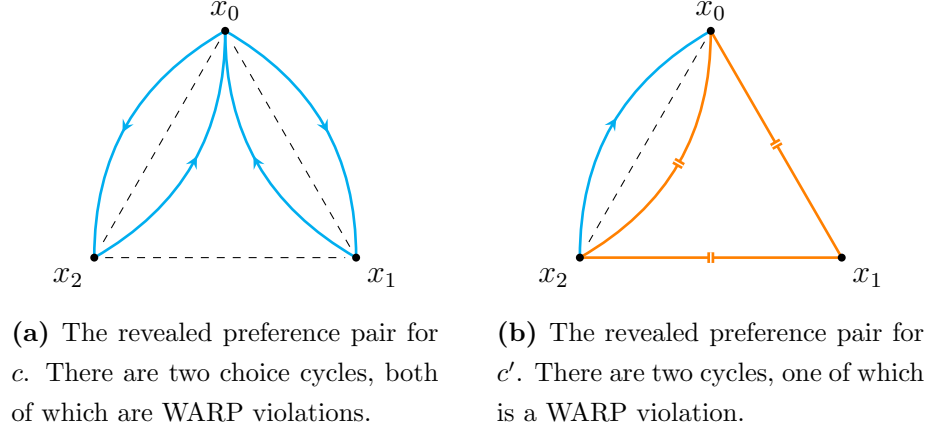 x₀
x₂
x₁
(a) The revealed preference pair for
c. There are two choice cycles, both
of which are WARP violations.
x₀
x₂
x₁
(b) The revealed preference pair for
c′. There are two cycles, one of which
is a WARP violation.